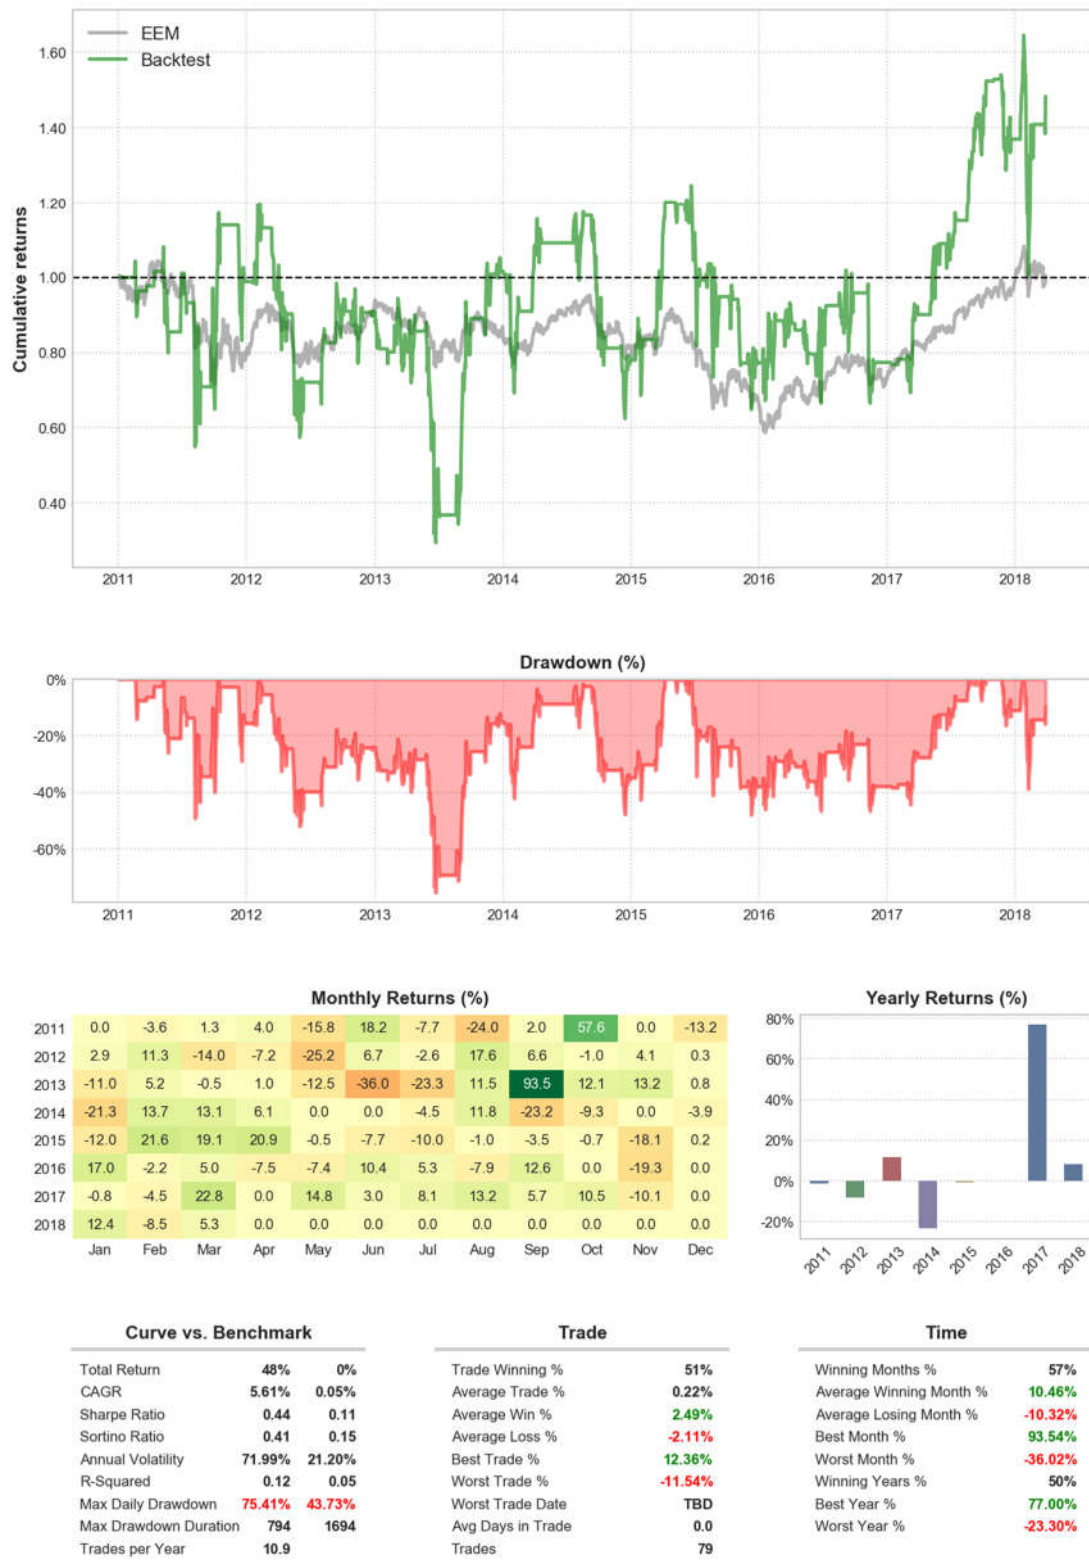 EEM
Backtest
Cumulative returns
1.60
1.40
1.20
1.00
0.80
0.60
0.40
2011 2012 2013 2014 2015 2016 2017 2018
Drawdown (%)
0%
-20%
-40%
-60%
2011 2012 2013 2014 2015 2016 2017 2018
Monthly Returns (%)
2011 0.0 -3.6 1.3 4.0 -15.8 18.2 -7.7 -24.0 2.0 57.6 0.0 -13.2
2012 2.9 11.3 -14.0 -7.2 -25.2 6.7 -2.6 17.6 6.6 -1.0 4.1 0.3
2013 -11.0 5.2 -0.5 1.0 -12.5 -36.0 -23.3 11.5 93.5 12.1 13.2 0.8
2014 -21.3 13.7 13.1 6.1 0.0 0.0 -4.5 11.8 -23.2 -9.3 0.0 -3.9
2015 -12.0 21.6 19.1 20.9 -0.5 -7.7 -10.0 -1.0 -3.5 -0.7 -18.1 0.2
2016 17.0 -2.2 5.0 -7.5 -7.4 10.4 5.3 -7.9 12.6 0.0 -19.3 0.0
2017 -0.8 -4.5 22.8 0.0 14.8 3.0 8.1 13.2 5.7 10.5 -10.1 0.0
2018 12.4 -8.5 5.3 0.0 0.0 0.0 0.0 0.0 0.0 0.0 0.0 0.0
Jan Feb Mar Apr May Jun Jul Aug Sep Oct Nov Dec
Yearly Returns (%)
80%
60%
40%
20%
0%
-20%
2011 2012 2013 2014 2015 2016 2017 2018
Curve vs. Benchmark
Total Return 48% 0%
CAGR 5.61% 0.05%
Sharpe Ratio 0.44 0.11
Sortino Ratio 0.41 0.15
Annual Volatility 71.99% 21.20%
R-Squared 0.12 0.05
Max Daily Drawdown 75.41% 43.73%
Max Drawdown Duration 794 1694
Trades per Year 10.9
Trade
Trade Winning % 51%
Average Trade % 0.22%
Average Win % 2.49%
Average Loss % -2.11%
Best Trade % 12.36%
Worst Trade % -11.54%
Worst Trade Date TBD
Avg Days in Trade 0.0
Trades 79
Time
Winning Months % 57%
Average Winning Month % 10.46%
Average Losing Month % -10.32%
Best Month % 93.54%
Worst Month % -36.02%
Winning Years % 50%
Best Year % 77.00%
Worst Year % -23.30%